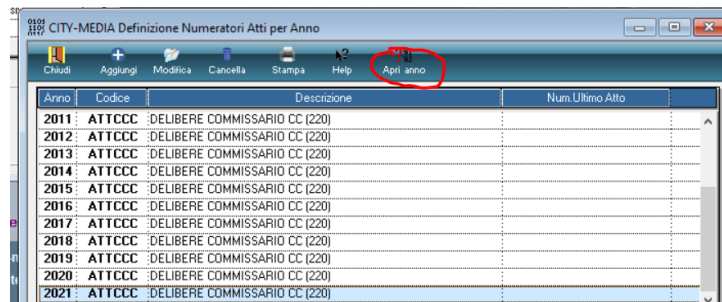 CITY-MEDIA Definizione Numeratori Atti per Anno
Chiudi Aggiungi Modifica Cancella Stampa Help Apri anno
Anno Codice Descrizione Num.Ultimo Atto
2011 ATTCCC DELIBERE COMMISSARIO CC (220)
2012 ATTCCC DELIBERE COMMISSARIO CC (220)
2013 ATTCCC DELIBERE COMMISSARIO CC (220)
2014 ATTCCC DELIBERE COMMISSARIO CC (220)
2015 ATTCCC DELIBERE COMMISSARIO CC (220)
2016 ATTCCC DELIBERE COMMISSARIO CC (220)
2017 ATTCCC DELIBERE COMMISSARIO CC (220)
2018 ATTCCC DELIBERE COMMISSARIO CC (220)
2019 ATTCCC DELIBERE COMMISSARIO CC (220)
2020 ATTCCC DELIBERE COMMISSARIO CC (220)
2021 ATTCCC DELIBERE COMMISSARIO CC (220)